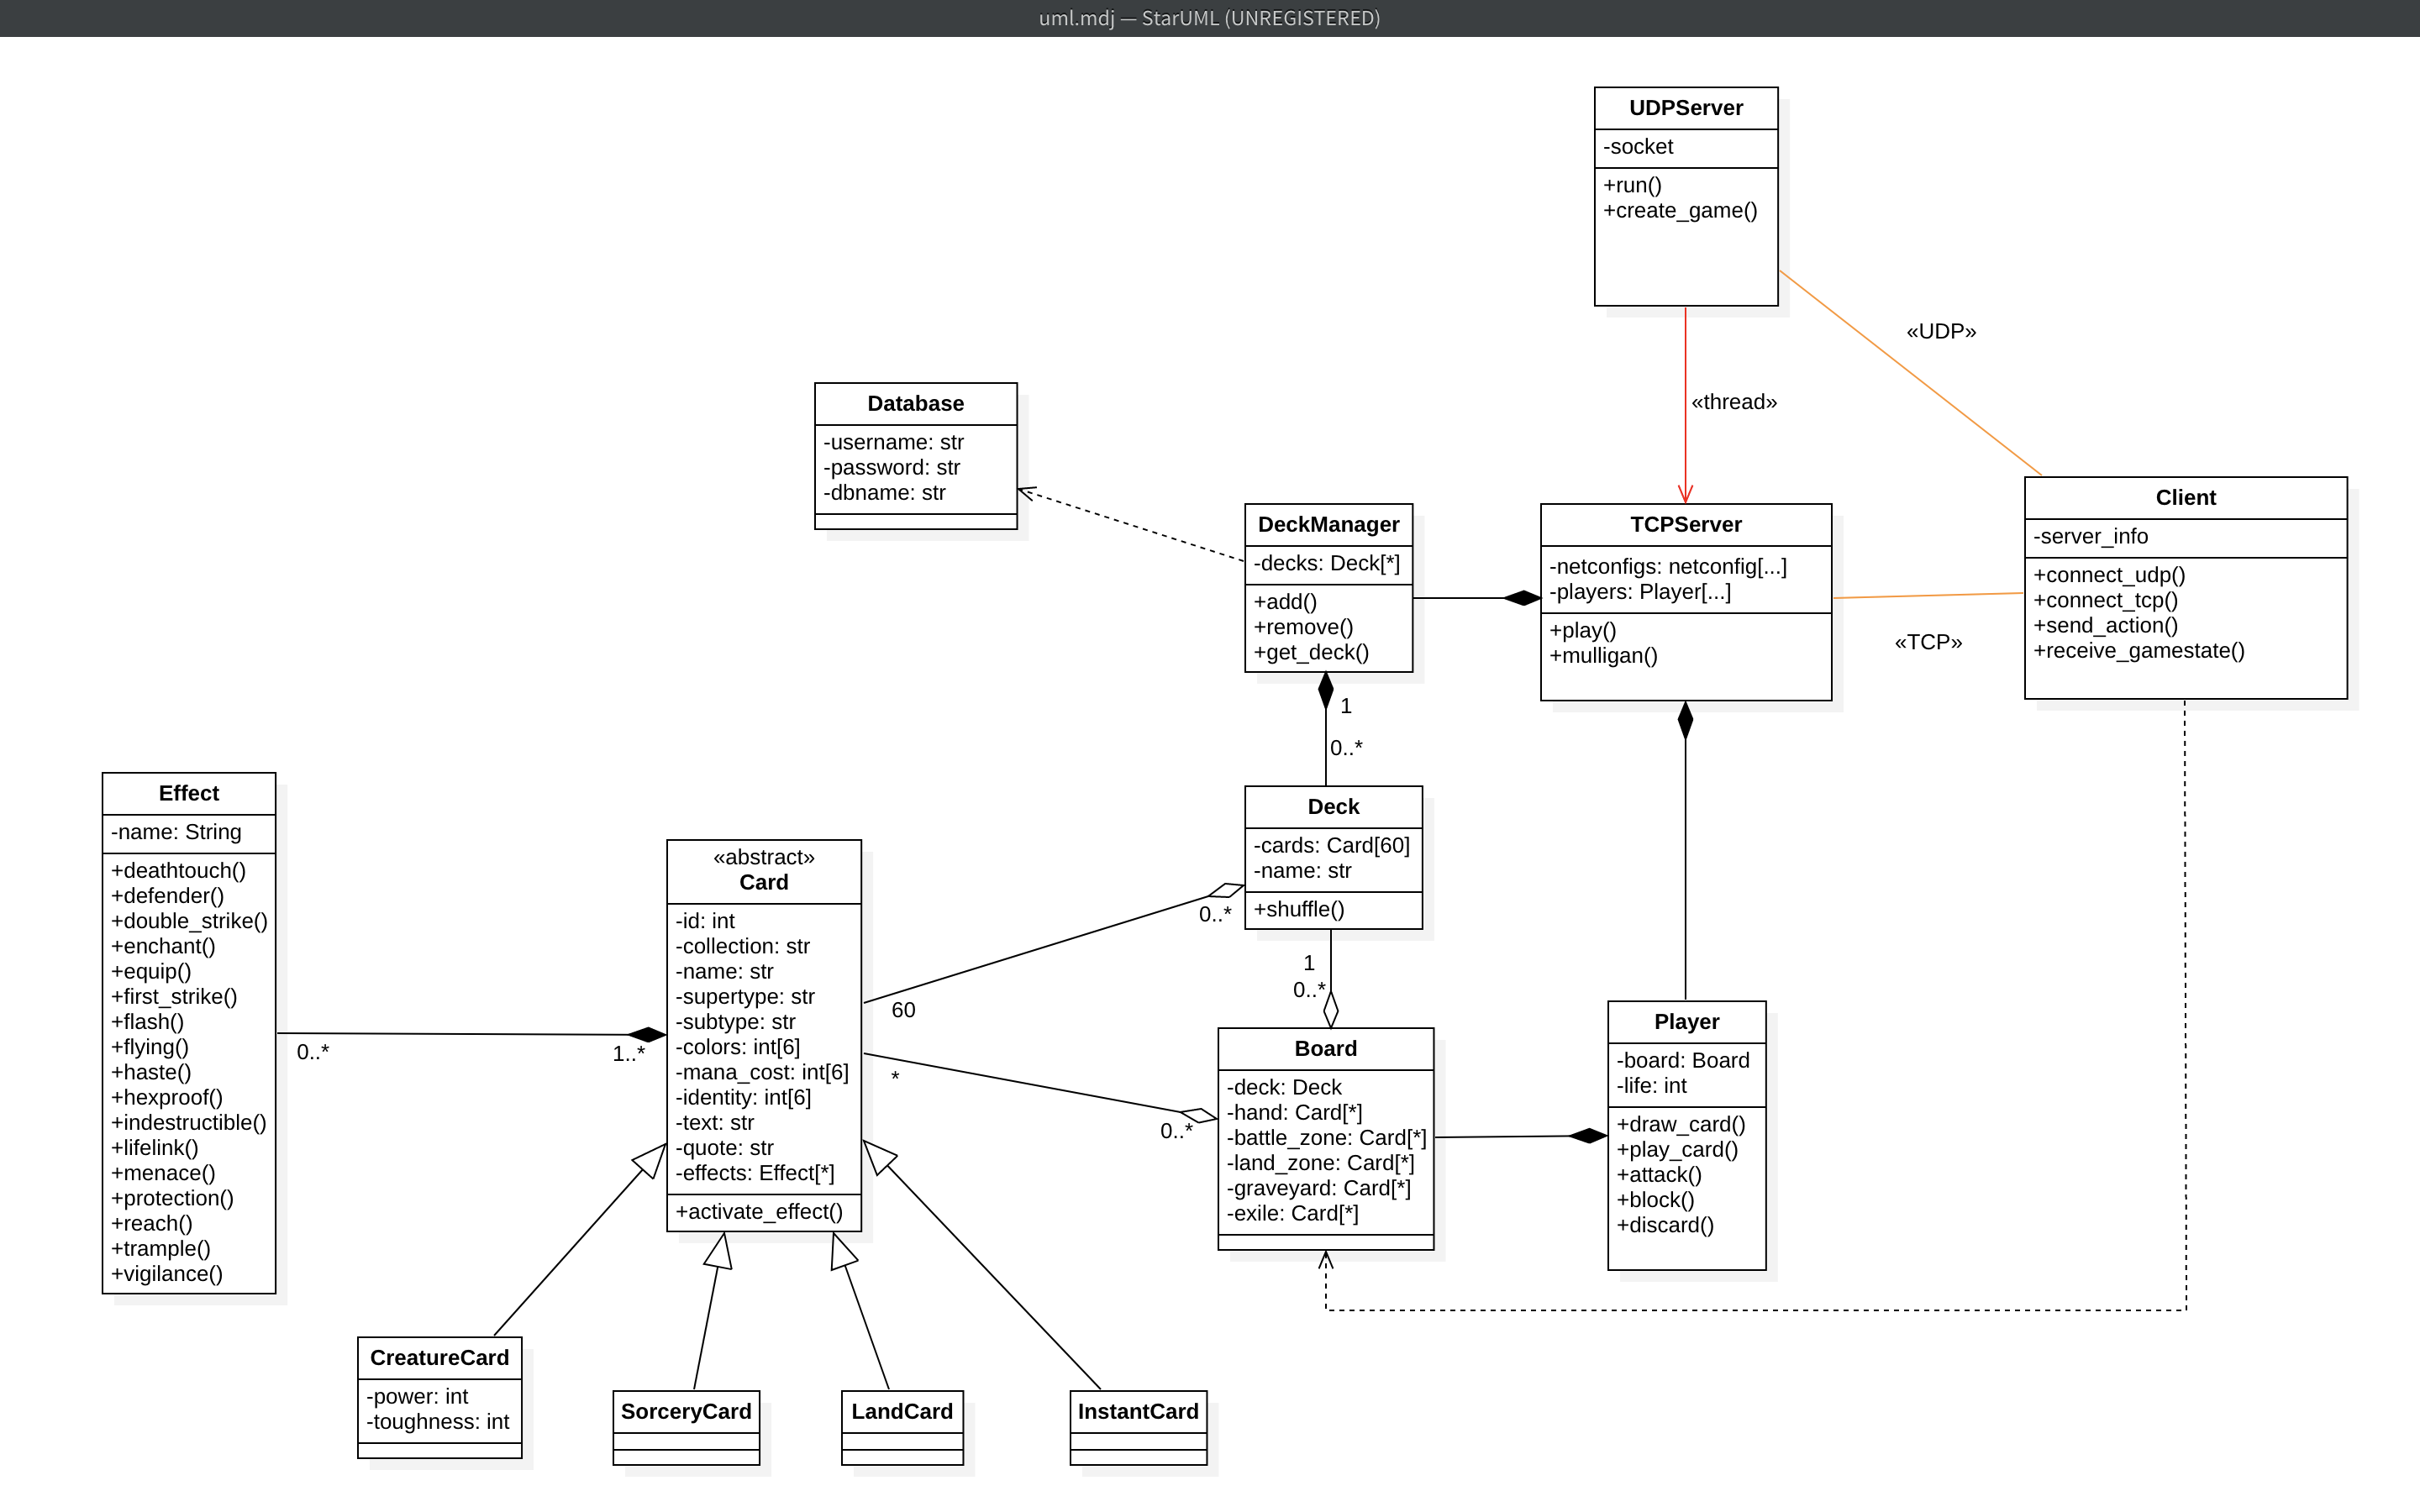 uml.mdj — StarUML (UNREGISTERED)
UDPServer
-socket
+run()
+create_game()
«UDP»
«thread»
Database
-username: str
-password: str
-dbname: str
DeckManager
-decks: Deck[*]
+add()
+remove()
+get_deck()
TCPServer
-netconfigs: netconfig[...]
-players: Player[...]
+play()
+mulligan()
Client
-server_info
+connect_udp()
+connect_tcp()
+send_action()
+receive_gamestate()
«TCP»
1
0..*
Effect
-name: String
+deathtouch()
+defender()
+double_strike()
+enchant()
+equip()
+first_strike()
+flash()
+flying()
+haste()
+hexproof()
+indestructible()
+lifelink()
+menace()
+protection()
+reach()
+trample()
+vigilance()
0..*
1..*
«abstract»
Card
-id: int
-collection: str
-name: str
-supertype: str
-subtype: str
-colors: int[6]
-mana_cost: int[6]
-identity: int[6]
-text: str
-quote: str
-effects: Effect[*]
+activate_effect()
60
0..*
*
0..*
Deck
-cards: Card[60]
-name: str
+shuffle()
1
0..*
Board
-deck: Deck
-hand: Card[*]
-battle_zone: Card[*]
-land_zone: Card[*]
-graveyard: Card[*]
-exile: Card[*]
Player
-board: Board
-life: int
+draw_card()
+play_card()
+attack()
+block()
+discard()
CreatureCard
-power: int
-toughness: int
SorceryCard
LandCard
InstantCard